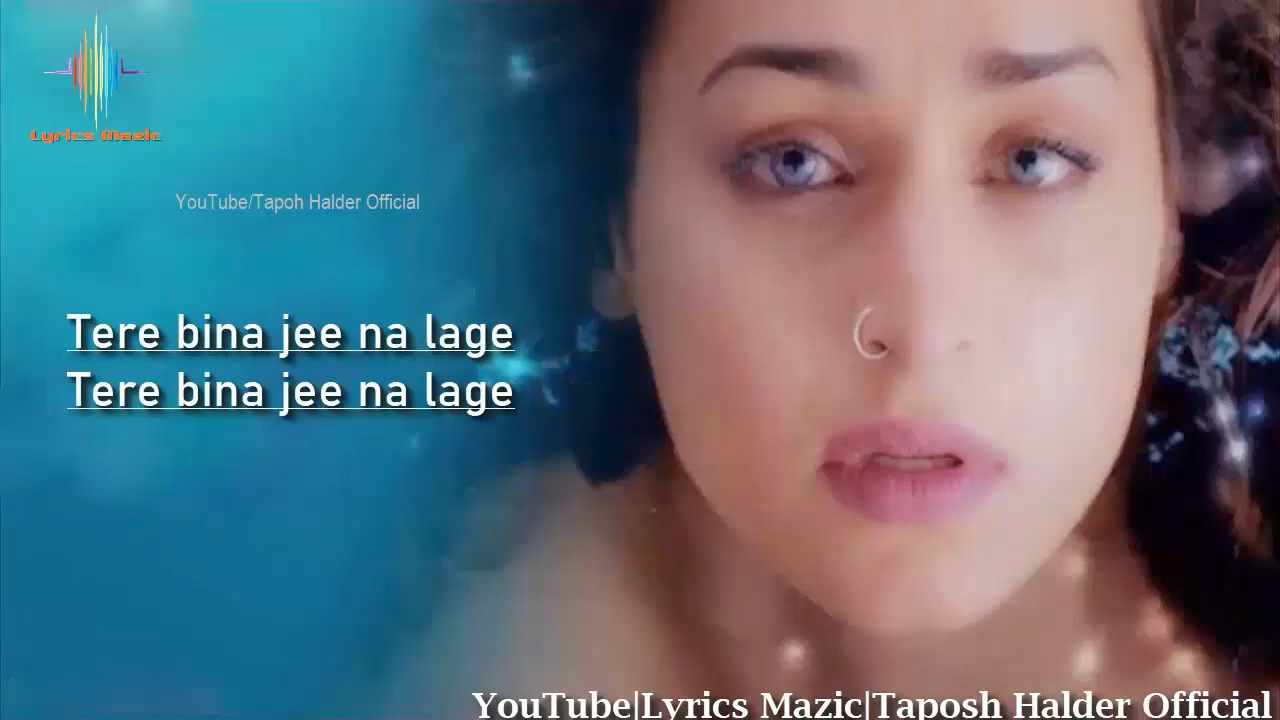 Lyrics Mazic
YouTube/Tapoh Halder Official
Tere bina jee na lage
Tere bina jee na lage
YouTube|Lyrics Mazic|Taposh Halder Official